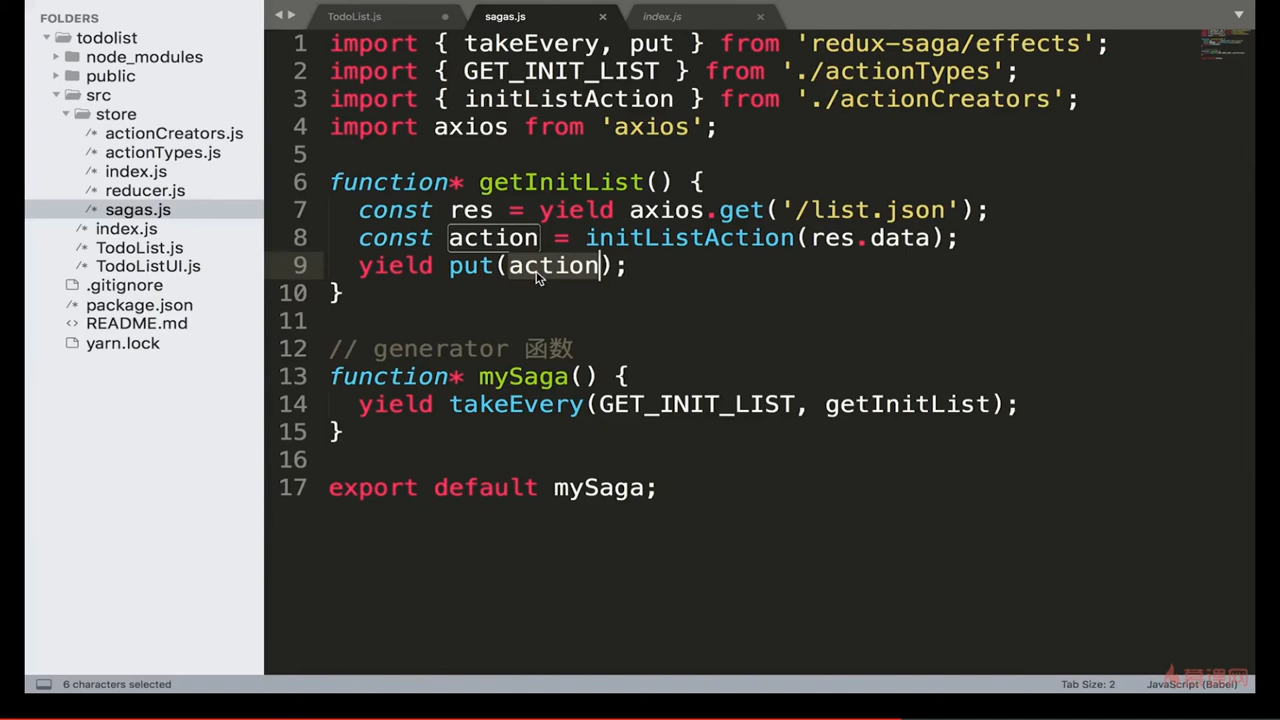 FOLDERS
todolist
node_modules
public
src
store
actionCreators.js
actionTypes.js
index.js
reducer.js
sagas.js
index.js
TodoList.js
TodoListUI.js
.gitignore
package.json
README.md
yarn.lock
TodoList.js
sagas.js
index.js
1 import { takeEvery, put } from 'redux-saga/effects';
2 import { GET_INIT_LIST } from './actionTypes';
3 import { initListAction } from './actionCreators';
4 import axios from 'axios';
5
6 function* getInitList() {
7 const res = yield axios.get('/list.json');
8 const action = initListAction(res.data);
9 yield put(action);
10 }
11
12 // generator 函数
13 function* mySaga() {
14 yield takeEvery(GET_INIT_LIST, getInitList);
15 }
16
17 export default mySaga;
慕课网
6 characters selected
Tab Size: 2
JavaScript (Babel)